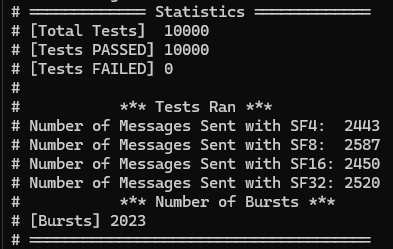 # ============= Statistics =============
# [Total Tests]  10000
# [Tests PASSED] 10000
# [Tests FAILED] 0
#
#          *** Tests Ran ***
# Number of Messages Sent with SF4:  2443
# Number of Messages Sent with SF8:  2587
# Number of Messages Sent with SF16: 2450
# Number of Messages Sent with SF32: 2520
#          *** Number of Bursts ***
# [Bursts] 2023
# ======================================